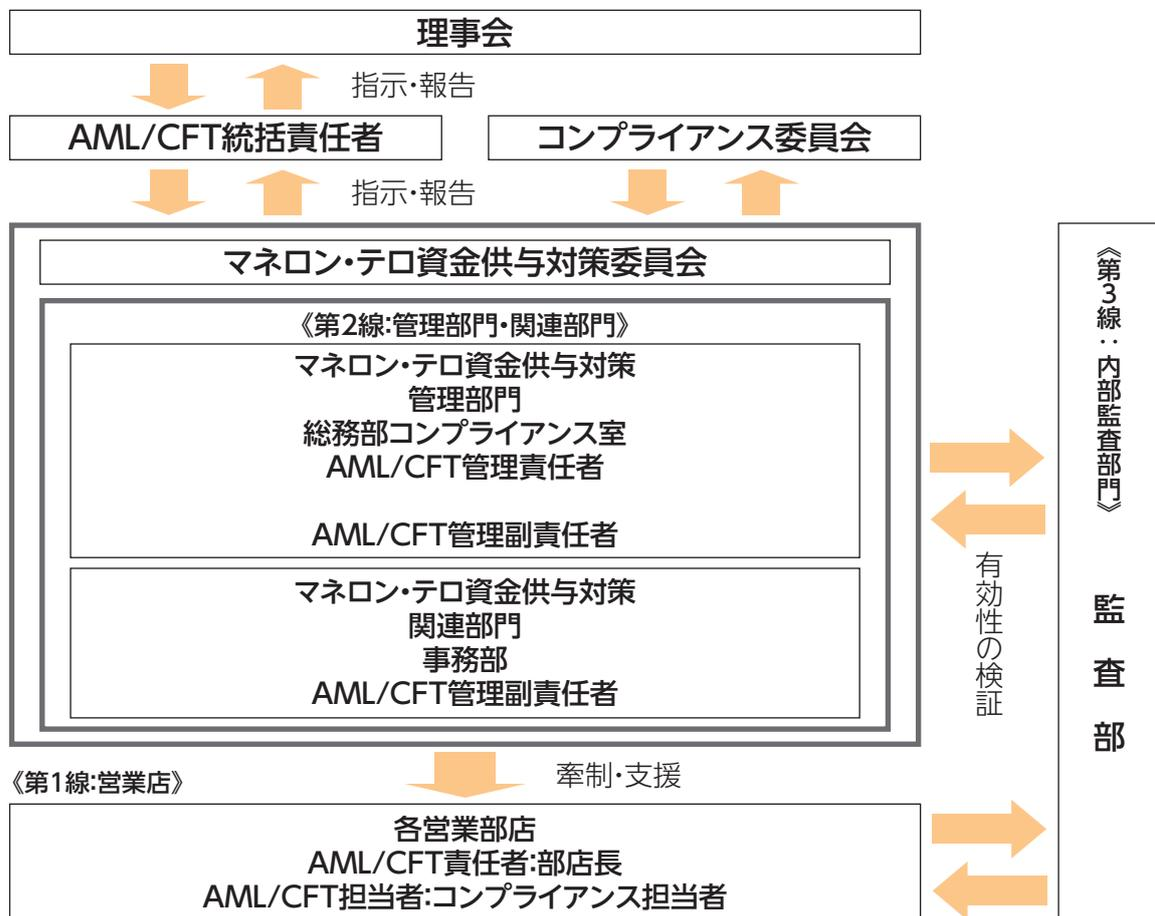 理事会
指示・報告
AML/CFT統括責任者
コンプライアンス委員会
指示・報告
マネロン・テロ資金供与対策委員会
《第2線:管理部門・関連部門》
マネロン・テロ資金供与対策
管理部門
総務部コンプライアンス室
AML/CFT管理責任者
AML/CFT管理副責任者
マネロン・テロ資金供与対策
関連部門
事務部
AML/CFT管理副責任者
牽制・支援
《第1線:営業店》
各営業部店
AML/CFT責任者:部店長
AML/CFT担当者:コンプライアンス担当者
有効性の検証
《第3線:内部監査部門》
監査部